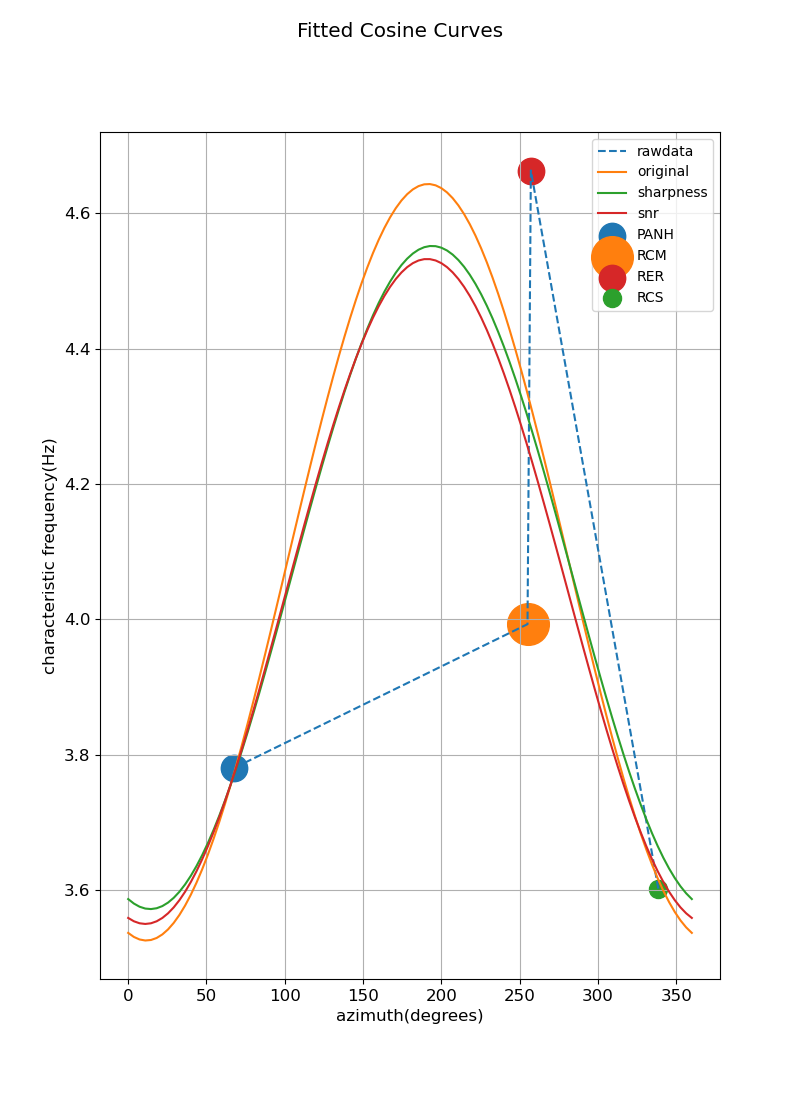 Fitted Cosine Curves
rawdata
original
sharpness
snr
PANH
RCM
RER
RCS
characteristic frequency(Hz)
4.6
4.4
4.2
4.0
3.8
3.6
0 50 100 150 200 250 300 350
azimuth(degrees)